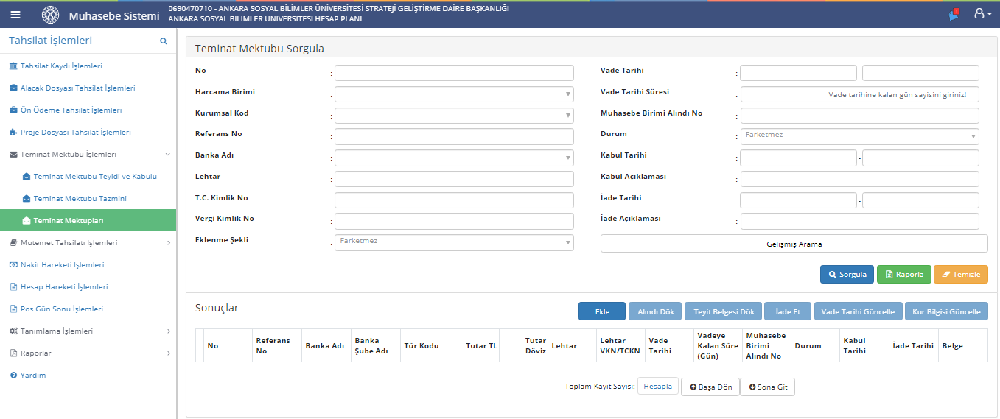 Muhasebe Sistemi
0690470710 - ANKARA SOSYAL BİLİMLER ÜNİVERSİTESİ STRATEJİ GELİŞTİRME DAİRE BAŞKANLIĞI
ANKARA SOSYAL BİLİMLER ÜNİVERSİTESİ HESAP PLANI
1
Tahsilat İşlemleri
Tahsilat Kaydı İşlemleri
Alacak Dosyası Tahsilat İşlemleri
Ön Ödeme Tahsilat İşlemleri
Proje Dosyası Tahsilat İşlemleri
Teminat Mektubu İşlemleri
Teminat Mektubu Teyidi ve Kabulu
Teminat Mektubu Tazmini
Teminat Mektupları
Mutemet Tahsilatı İşlemleri
Nakit Hareketi İşlemleri
Hesap Hareketi İşlemleri
Pos Gün Sonu İşlemleri
Tanımlama İşlemleri
Raporlar
Yardım
Teminat Mektubu Sorgula
No :
Harcama Birimi :
Kurumsal Kod :
Referans No :
Banka Adı :
Lehtar :
T.C. Kimlik No :
Vergi Kimlik No :
Eklenme Şekli : Farketmez
Vade Tarihi : -
Vade Tarihi Süresi : Vade tarihine kalan gün sayisini giriniz!
Muhasebe Birimi Alındı No :
Durum : Farketmez
Kabul Tarihi : -
Kabul Açıklaması :
İade Tarihi : -
İade Açıklaması :
Gelişmiş Arama
Sorgula Raporla Temizle
Sonuçlar
Ekle Alındı Dök Teyit Belgesi Dök İade Et Vade Tarihi Güncelle Kur Bilgisi Güncelle
No
Referans
No
Banka Adı
Banka
Şube Adı
Tür Kodu
Tutar TL
Tutar
Döviz
Lehtar
Lehtar
VKN/TCKN
Vade
Tarihi
Vadeye
Kalan Süre
(Gün)
Muhasebe
Birimi
Alındı No
Durum
Kabul
Tarihi
İade Tarihi
Belge
Toplam Kayıt Sayısı: Hesapla Başa Dön Sona Git